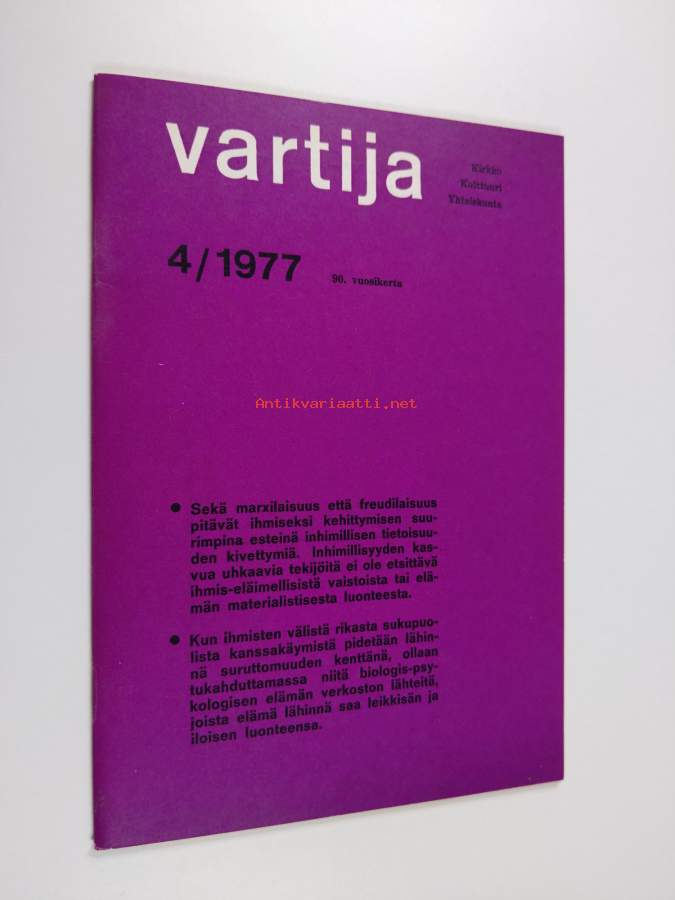 vartija
Kirkko
Kulttuuri
Yhteiskunta
4/1977
90. vuosikerta
Antikvariaatti.net
● Sekä marxilaisuus että freudilaisuus
pitävät ihmiseksi kehittymisen suu-
rimpina esteinä inhimillisen tietoisuu-
den kivettymiä. Inhimillisyyden kas-
vua uhkaavia tekijöitä ei ole etsittävä
ihmis-eläimellisistä vaistoista tai elä-
män materialistisesta luonteesta.
● Kun ihmisten välistä rikasta sukupuo-
lista kanssakäymistä pidetään lähin-
nä suruttomuuden kenttänä, ollaan
tukahduttamassa niitä biologis-psy-
kologisen elämän verkoston lähteitä,
joista elämä lähinnä saa leikkisän ja
iloisen luonteensa.